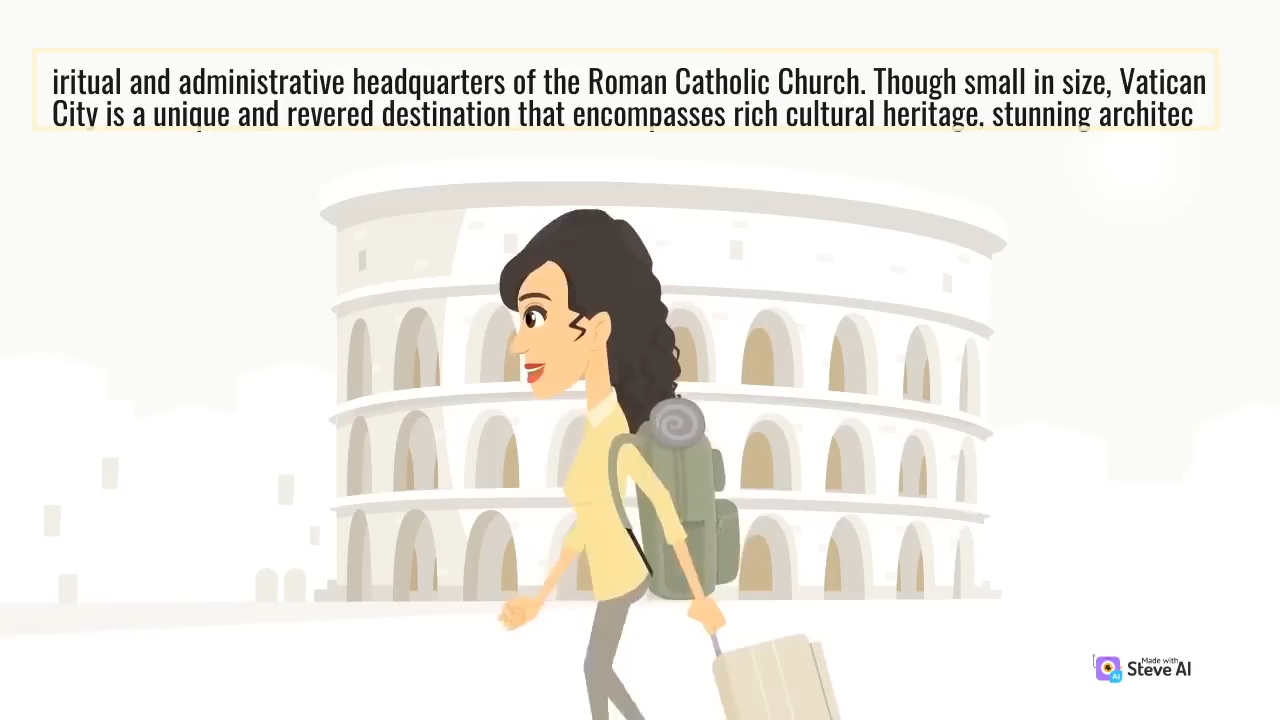 iritual and administrative headquarters of the Roman Catholic Church. Though small in size, Vatican
City is a unique and revered destination that encompasses rich cultural heritage, stunning architec
Made with
Steve AI
AI